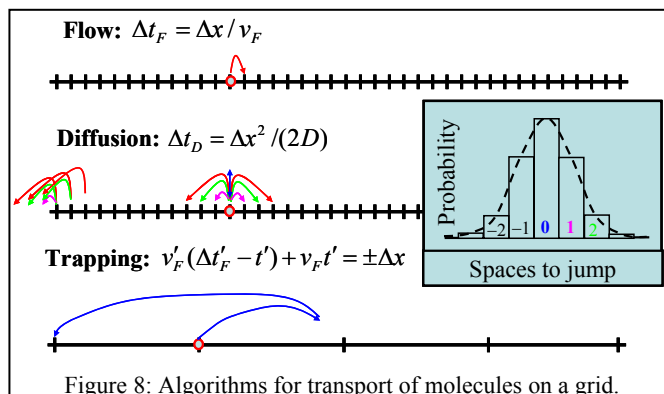 Flow: Δt_F = Δx / v_F
Diffusion: Δt_D = Δx² /(2D)
Trapping: v′_F(Δt′_F − t′) + v_F t′ = ±Δx
Probability
−2 −1 0 1 2
Spaces to jump
Figure 8: Algorithms for transport of molecules on a grid.